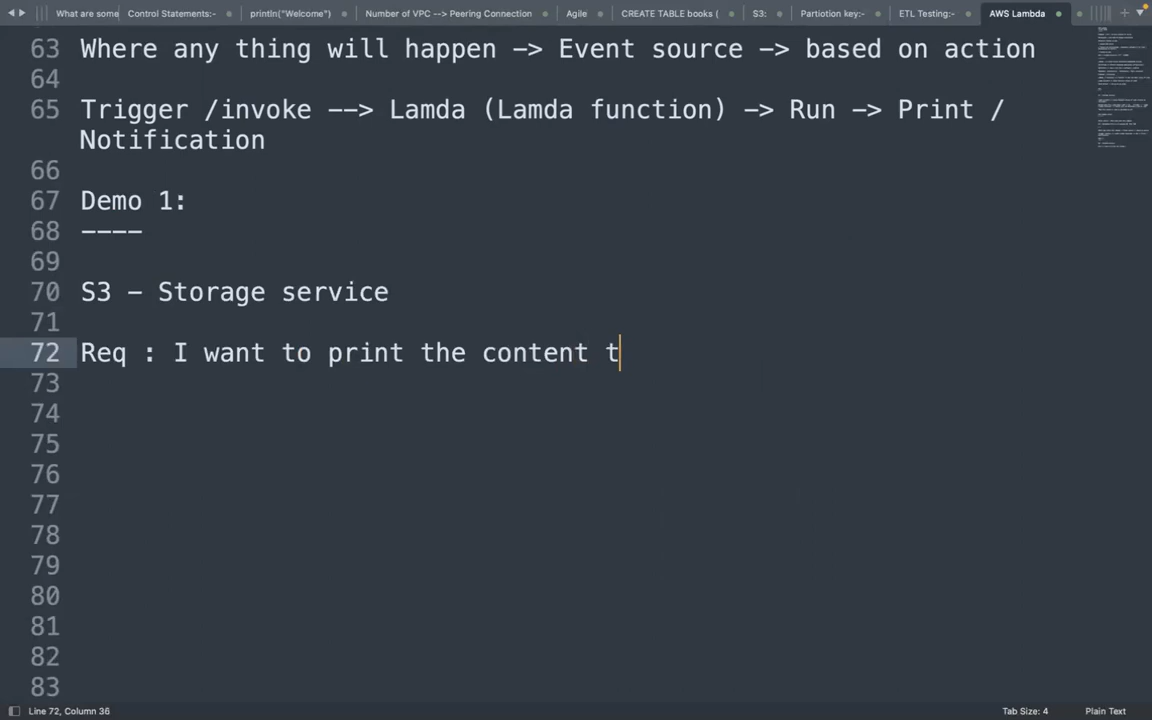 What are some Control Statements:- println("Welcome") Number of VPC --> Peering Connection Agile CREATE TABLE books ( S3: Partiotion key:- ETL Testing:- AWS Lambda
63 Where any thing will happen -> Event source -> based on action
64
65 Trigger /invoke --> Lamda (Lamda function) -> Run -> Print /
Notification
66
67 Demo 1:
68 ----
69
70 S3 - Storage service
71
72 Req : I want to print the content t
73
74
75
76
77
78
79
80
81
82
83
Line 72, Column 36 Tab Size: 4 Plain Text